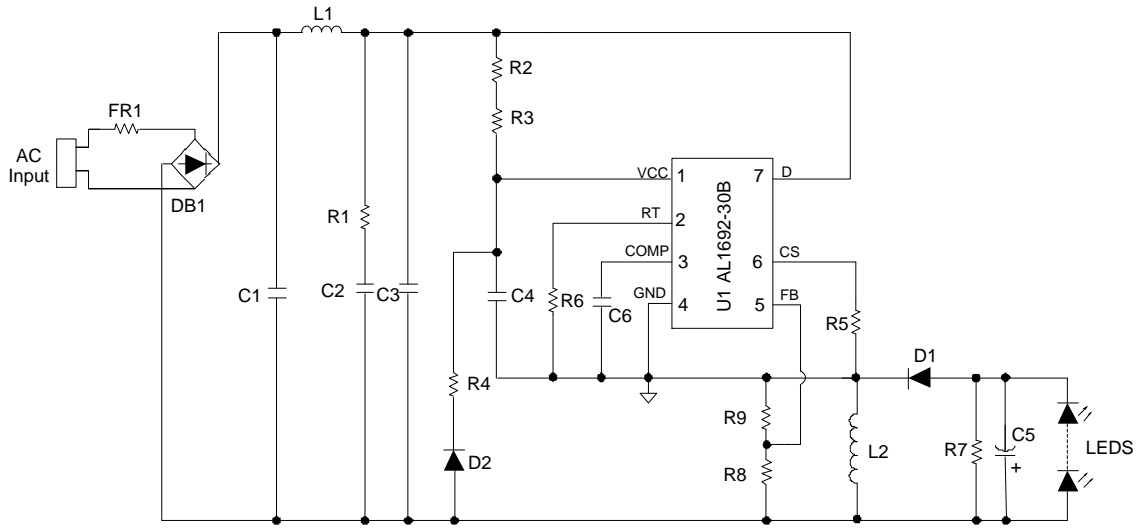 L1
R2
FR1
R3
AC
Input
VCC
1
7
D
DB1
RT
2
R1
COMP
3
6
CS
U1 AL1692-30B
C1
C2
C3
C4
R6
C6
GND
4
5
FB
R5
D1
R4
R9
C5
R7
LEDS
L2
D2
R8
+